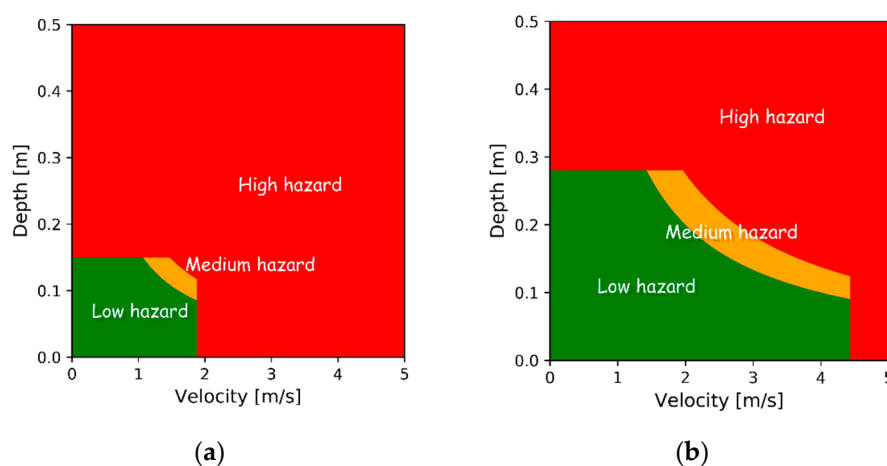 0.5
0.4
0.3
0.2
0.1
0.0
Depth [m]
High hazard
Medium hazard
Low hazard
0 1 2 3 4 5
Velocity [m/s]
(a)
0.5
0.4
0.3
0.2
0.1
0.0
Depth [m]
High hazard
Medium hazard
Low hazard
0 1 2 3 4 5
Velocity [m/s]
(b)